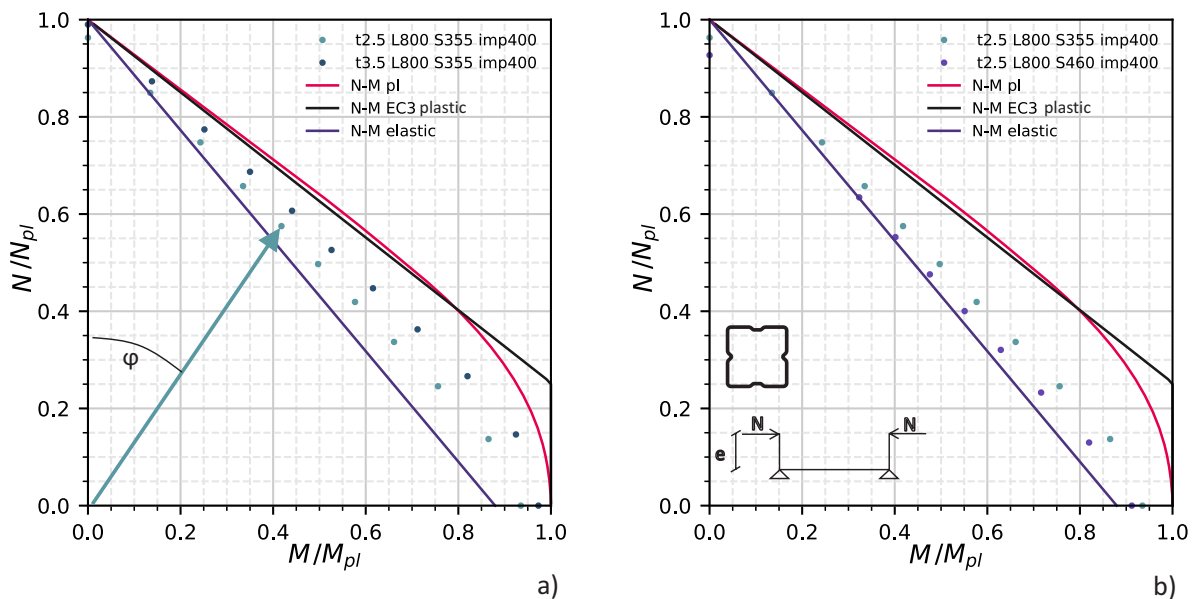 1.0
0.8
0.6
0.4
0.2
0.0
N/N_pl
0.0 0.2 0.4 0.6 0.8 1.0
M/M_pl
t2.5 L800 S355 imp400
t3.5 L800 S355 imp400
N-M pl
N-M EC3 plastic
N-M elastic
φ
a)
1.0
0.8
0.6
0.4
0.2
0.0
N/N_pl
0.0 0.2 0.4 0.6 0.8 1.0
M/M_pl
t2.5 L800 S355 imp400
t2.5 L800 S460 imp400
N-M pl
N-M EC3 plastic
N-M elastic
N N
e
b)